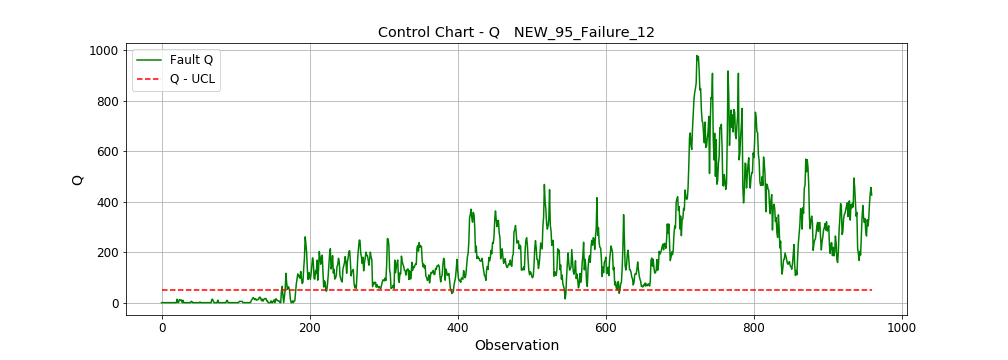 Control Chart - Q   NEW_95_Failure_12
Fault Q
Q - UCL
1000
800
600
400
200
0
Q
0 200 400 600 800 1000
Observation